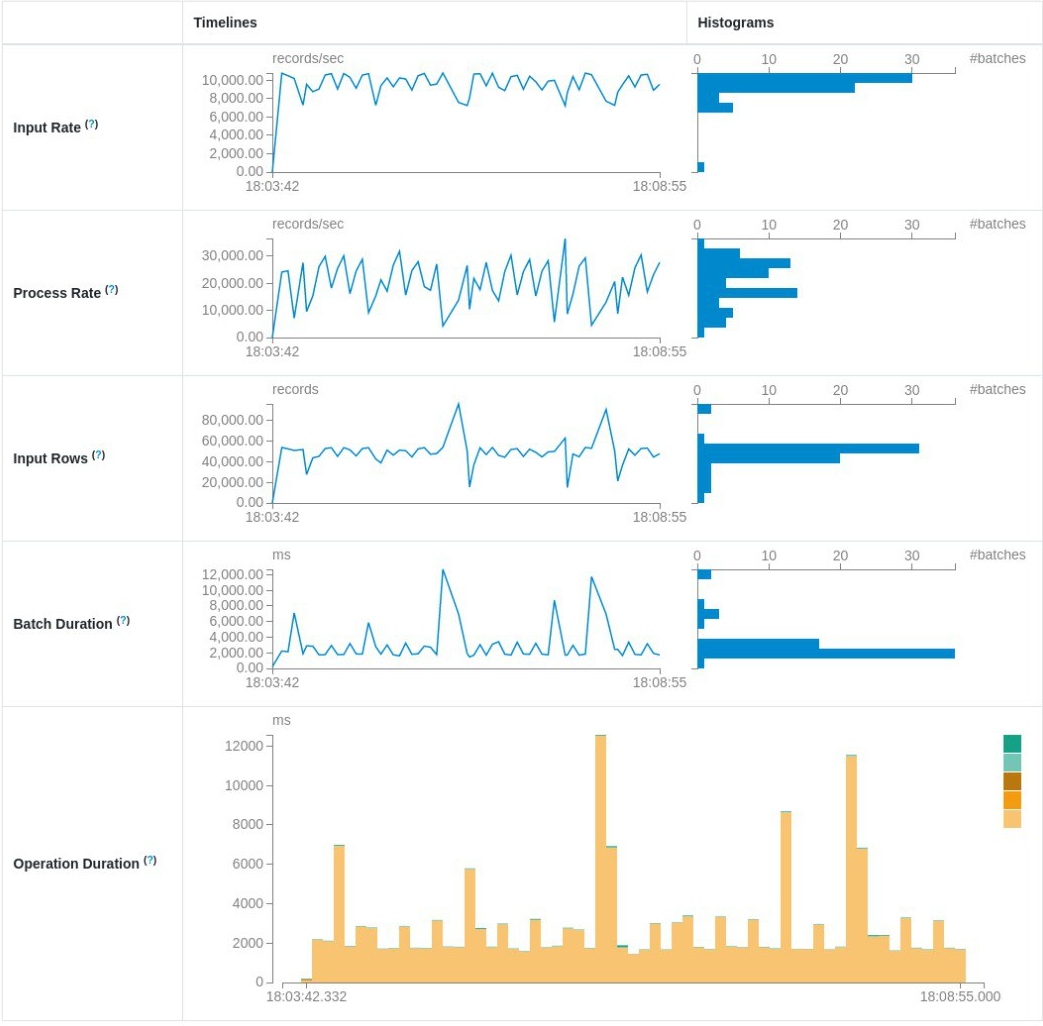 Timelines
Histograms
Input Rate (?)
records/sec
10,000.00
8,000.00
6,000.00
4,000.00
2,000.00
0.00
18:03:42
18:08:55
0 10 20 30 #batches
Process Rate (?)
records/sec
30,000.00
20,000.00
10,000.00
0.00
18:03:42
18:08:55
0 10 20 30 #batches
Input Rows (?)
records
80,000.00
60,000.00
40,000.00
20,000.00
0.00
18:03:42
18:08:55
0 10 20 30 #batches
Batch Duration (?)
ms
12,000.00
10,000.00
8,000.00
6,000.00
4,000.00
2,000.00
0.00
18:03:42
18:08:55
0 10 20 30 #batches
Operation Duration (?)
ms
12000
10000
8000
6000
4000
2000
0
18:03:42.332
18:08:55.000